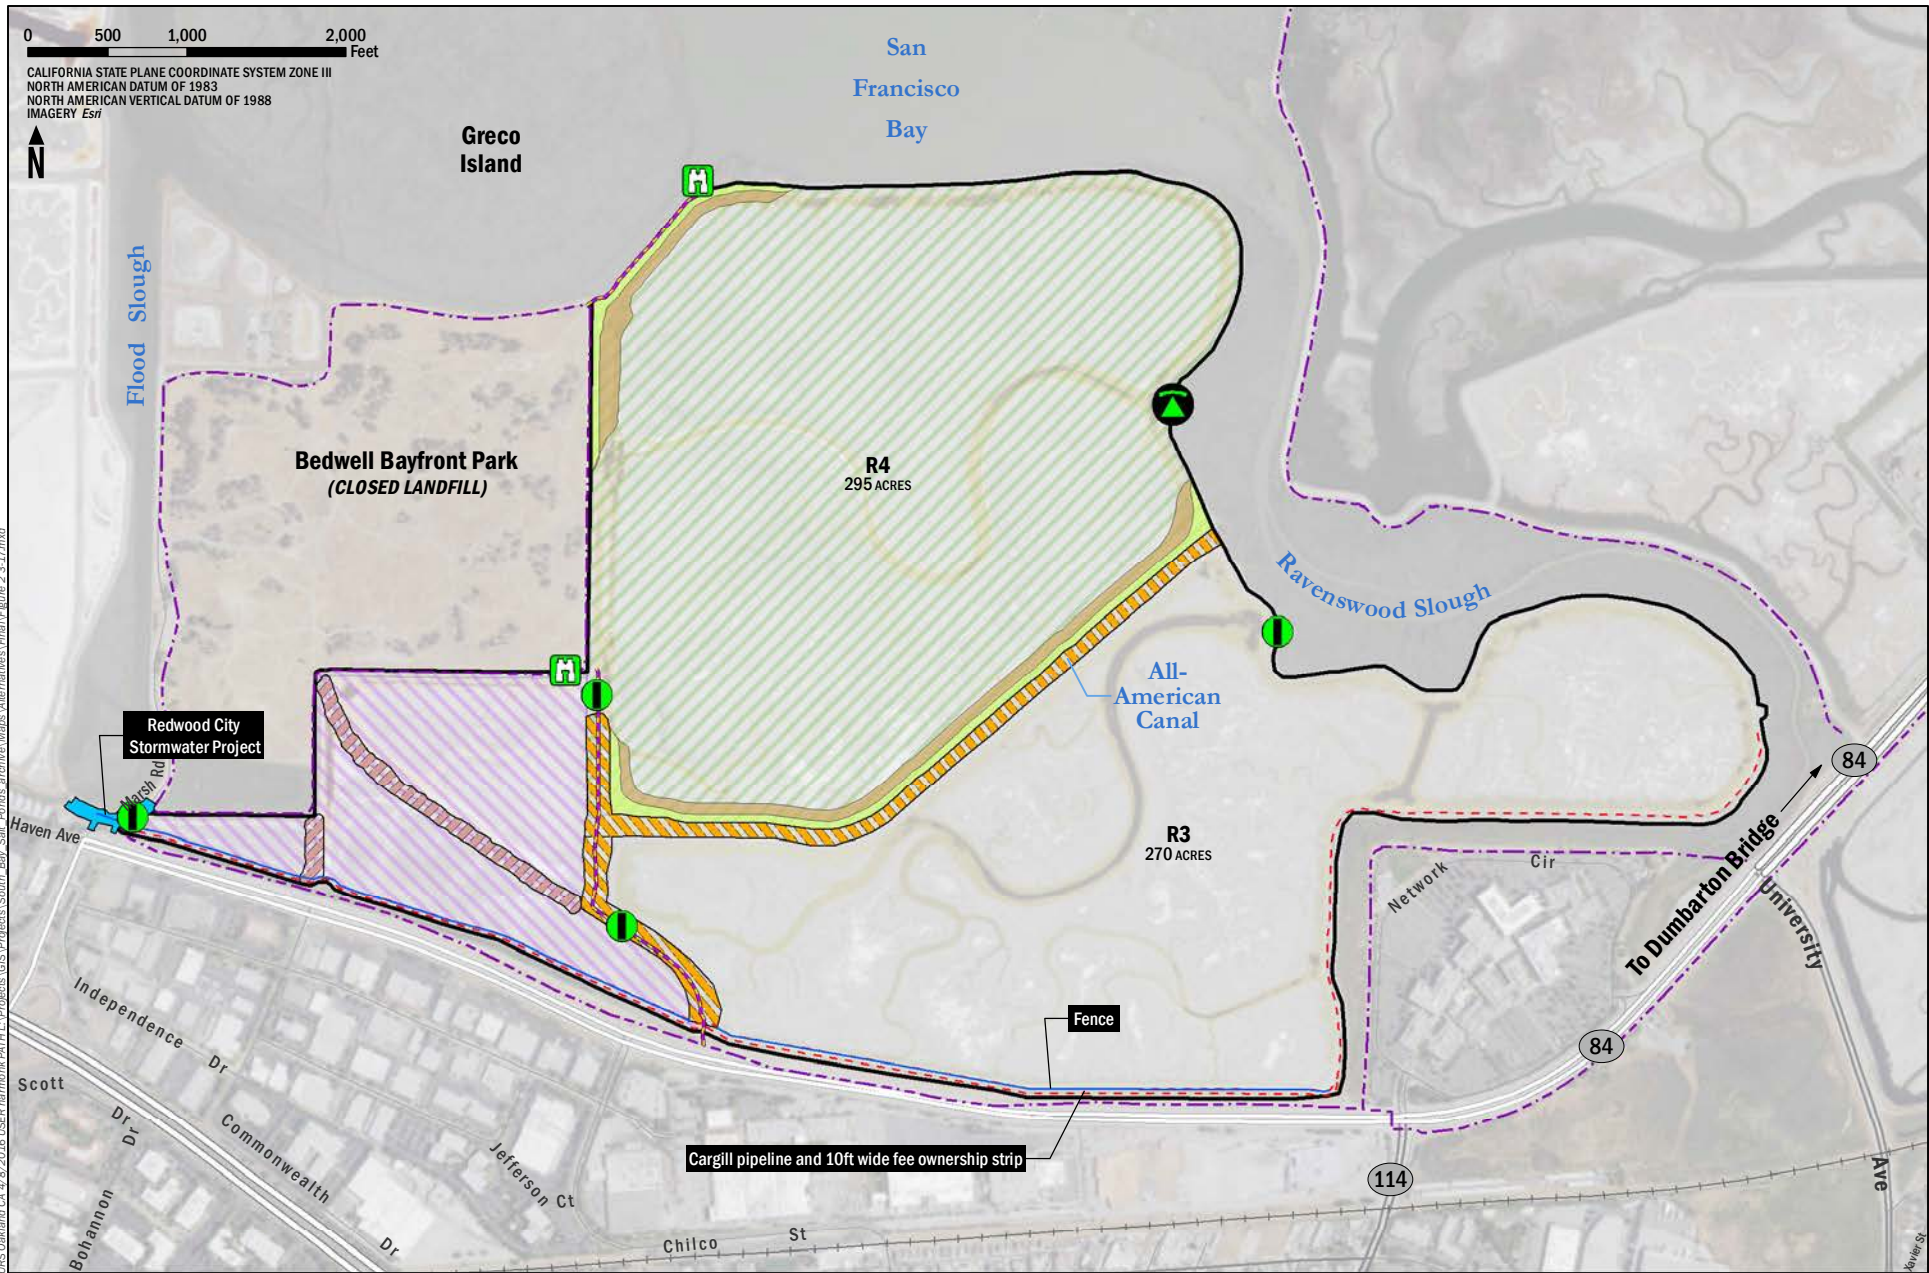 0 500 1,000 2,000
Feet
CALIFORNIA STATE PLANE COORDINATE SYSTEM ZONE III
NORTH AMERICAN DATUM OF 1983
NORTH AMERICAN VERTICAL DATUM OF 1988
IMAGERY Esri
N
San
Francisco
Bay
Greco
Island
Flood Slough
Bedwell Bayfront Park
(CLOSED LANDFILL)
R4
295 ACRES
Ravenswood Slough
All-
American
Canal
Redwood City
Stormwater Project
Marsh Rd
Haven Ave
R3
270 ACRES
84
To Dumbarton Bridge
Network Cir
University
Ave
Fence
84
Independence Dr
Scott
Dr
Dr
Commonwealth
Dr
Jefferson
Ct
Cargill pipeline and 10ft wide fee ownership strip
114
Bohannon
Chilco St
Xavier St